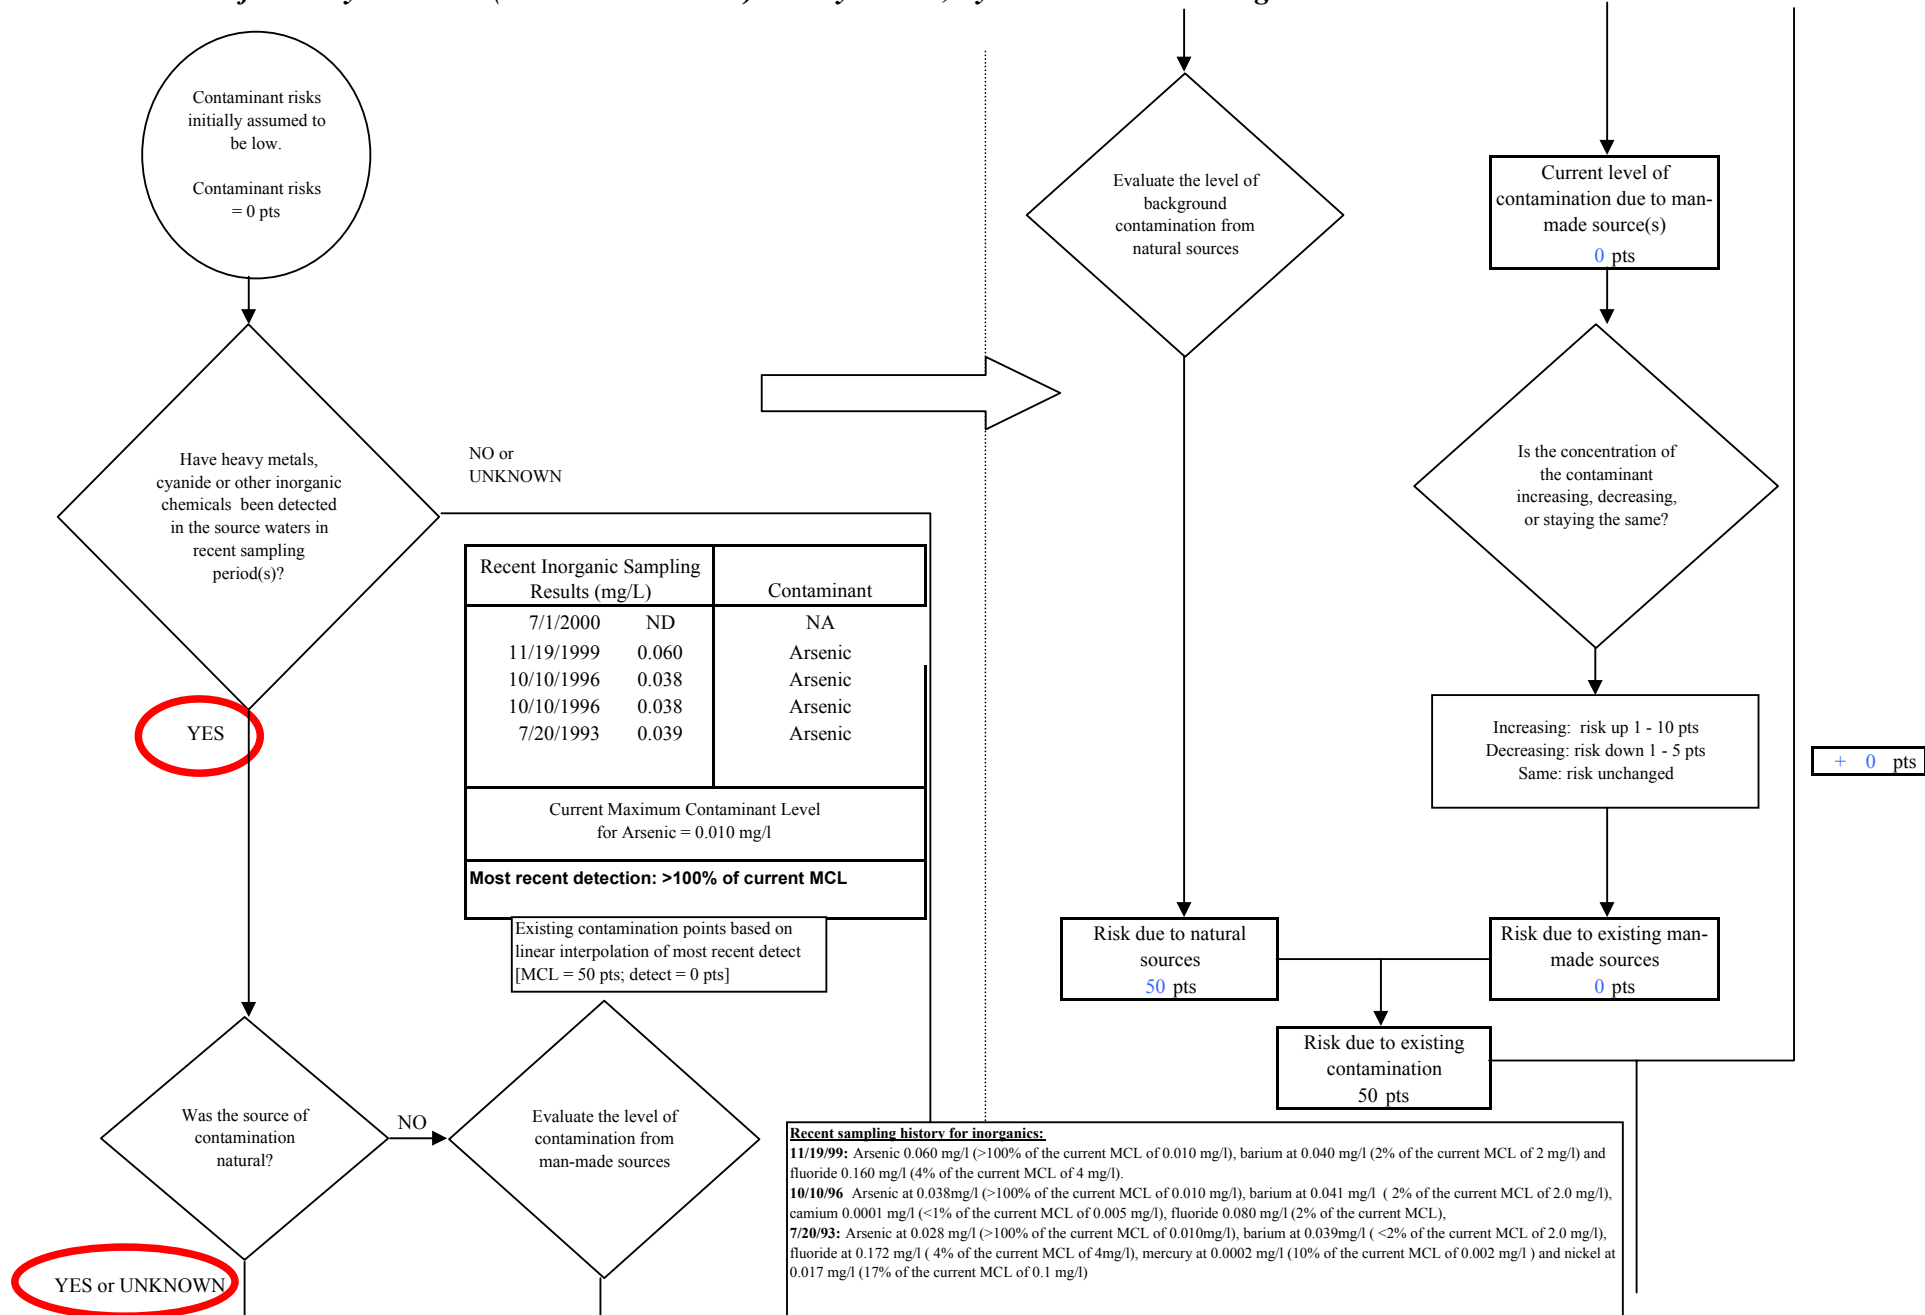 Contaminant risks
initially assumed to
be low.
Contaminant risks
= 0 pts
Have heavy metals,
cyanide or other inorganic
chemicals been detected
in the source waters in
recent sampling
period(s)?
NO or
UNKNOWN
YES
Recent Inorganic Sampling
Results (mg/L)
Contaminant
7/1/2000 ND NA
11/19/1999 0.060 Arsenic
10/10/1996 0.038 Arsenic
10/10/1996 0.038 Arsenic
7/20/1993 0.039 Arsenic
Current Maximum Contaminant Level
for Arsenic = 0.010 mg/l
Most recent detection: >100% of current MCL
Existing contamination points based on
linear interpolation of most recent detect
[MCL = 50 pts; detect = 0 pts]
Was the source of
contamination
natural?
NO
Evaluate the level of
contamination from
man-made sources
YES or UNKNOWN
Evaluate the level of
background
contamination from
natural sources
Current level of
contamination due to man-
made source(s)
0 pts
Is the concentration of
the contaminant
increasing, decreasing,
or staying the same?
Increasing: risk up 1 - 10 pts
Decreasing: risk down 1 - 5 pts
Same: risk unchanged
+ 0 pts
Risk due to natural
sources
50 pts
Risk due to existing man-
made sources
0 pts
Risk due to existing
contamination
50 pts
Recent sampling history for inorganics:
11/19/99: Arsenic 0.060 mg/l (>100% of the current MCL of 0.010 mg/l), barium at 0.040 mg/l (2% of the current MCL of 2 mg/l) and
fluoride 0.160 mg/l (4% of the current MCL of 4 mg/l).
10/10/96 Arsenic at 0.038mg/l (>100% of the current MCL of 0.010 mg/l), barium at 0.041 mg/l ( 2% of the current MCL of 2.0 mg/l),
camium 0.0001 mg/l (<1% of the current MCL of 0.005 mg/l), fluoride 0.080 mg/l (2% of the current MCL),
7/20/93: Arsenic at 0.028 mg/l (>100% of the current MCL of 0.010mg/l), barium at 0.039mg/l ( <2% of the current MCL of 2.0 mg/l),
fluoride at 0.172 mg/l ( 4% of the current MCL of 4mg/l), mercury at 0.0002 mg/l (10% of the current MCL of 0.002 mg/l ) and nickel at
0.017 mg/l (17% of the current MCL of 0.1 mg/l)